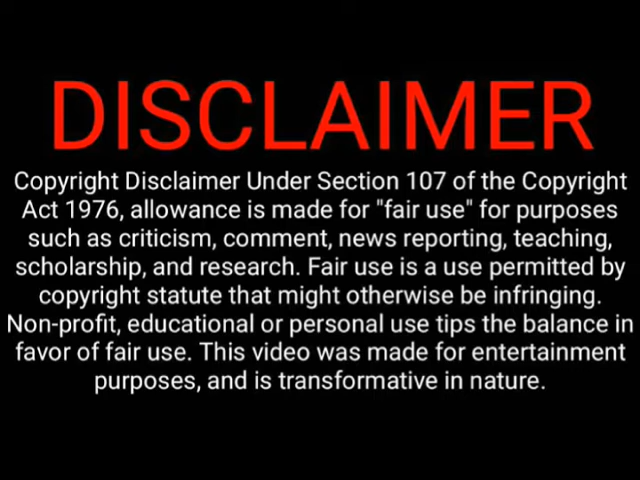 DISCLAIMER
Copyright Disclaimer Under Section 107 of the Copyright
Act 1976, allowance is made for "fair use" for purposes
such as criticism, comment, news reporting, teaching,
scholarship, and research. Fair use is a use permitted by
copyright statute that might otherwise be infringing.
Non-profit, educational or personal use tips the balance in
favor of fair use. This video was made for entertainment
purposes, and is transformative in nature.